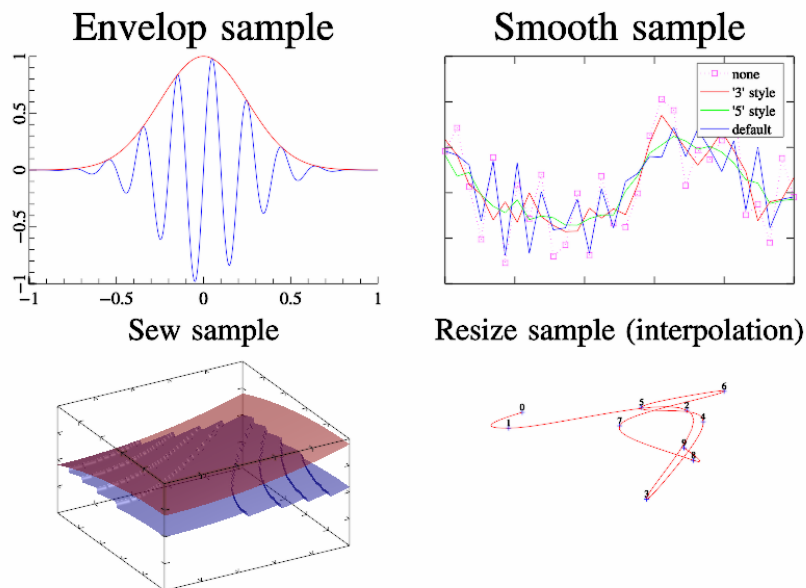 Envelop sample
Smooth sample
1
0.5
0
−0.5
−1
−1
−0.5
0
0.5
1
none
'3' style
'5' style
default
Sew sample
Resize sample (interpolation)
0
1
2
3
4
5
6
7
8
9